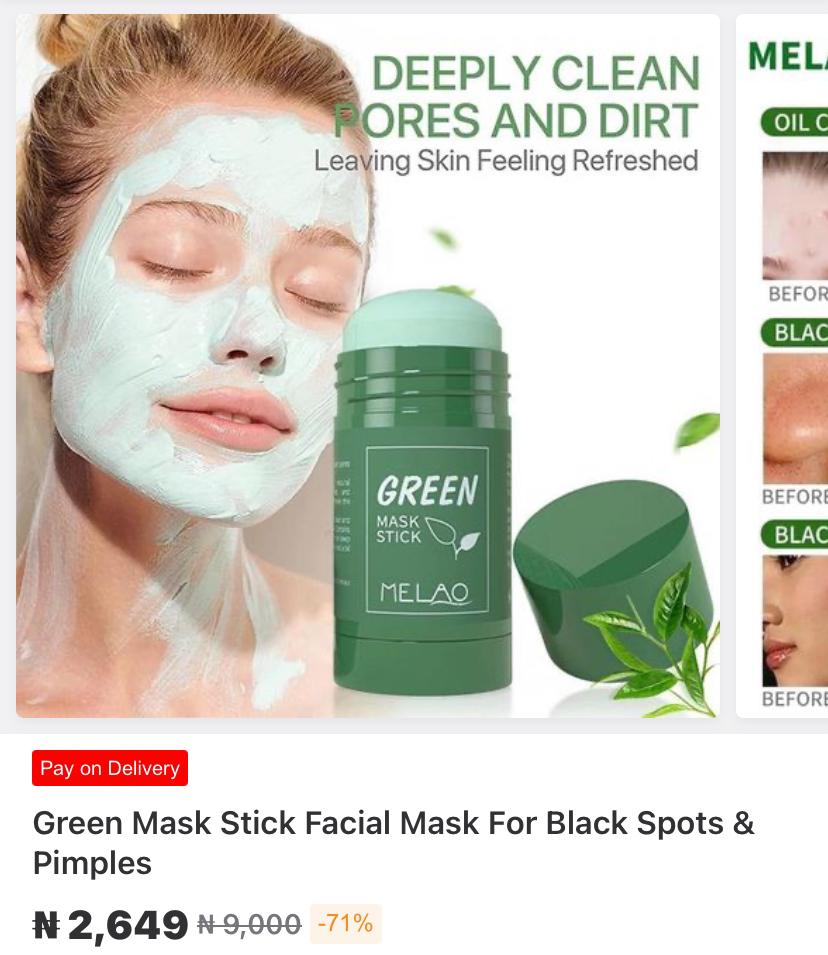 DEEPLY CLEAN
PORES AND DIRT
Leaving Skin Feeling Refreshed
GREEN
MASK
STICK
MELAO
MELA
OIL C
BEFOR
BLAC
BEFORE
BLAC
BEFORE
Pay on Delivery
Green Mask Stick Facial Mask For Black Spots &
Pimples
₦ 2,649 ₦ 9,000 -71%